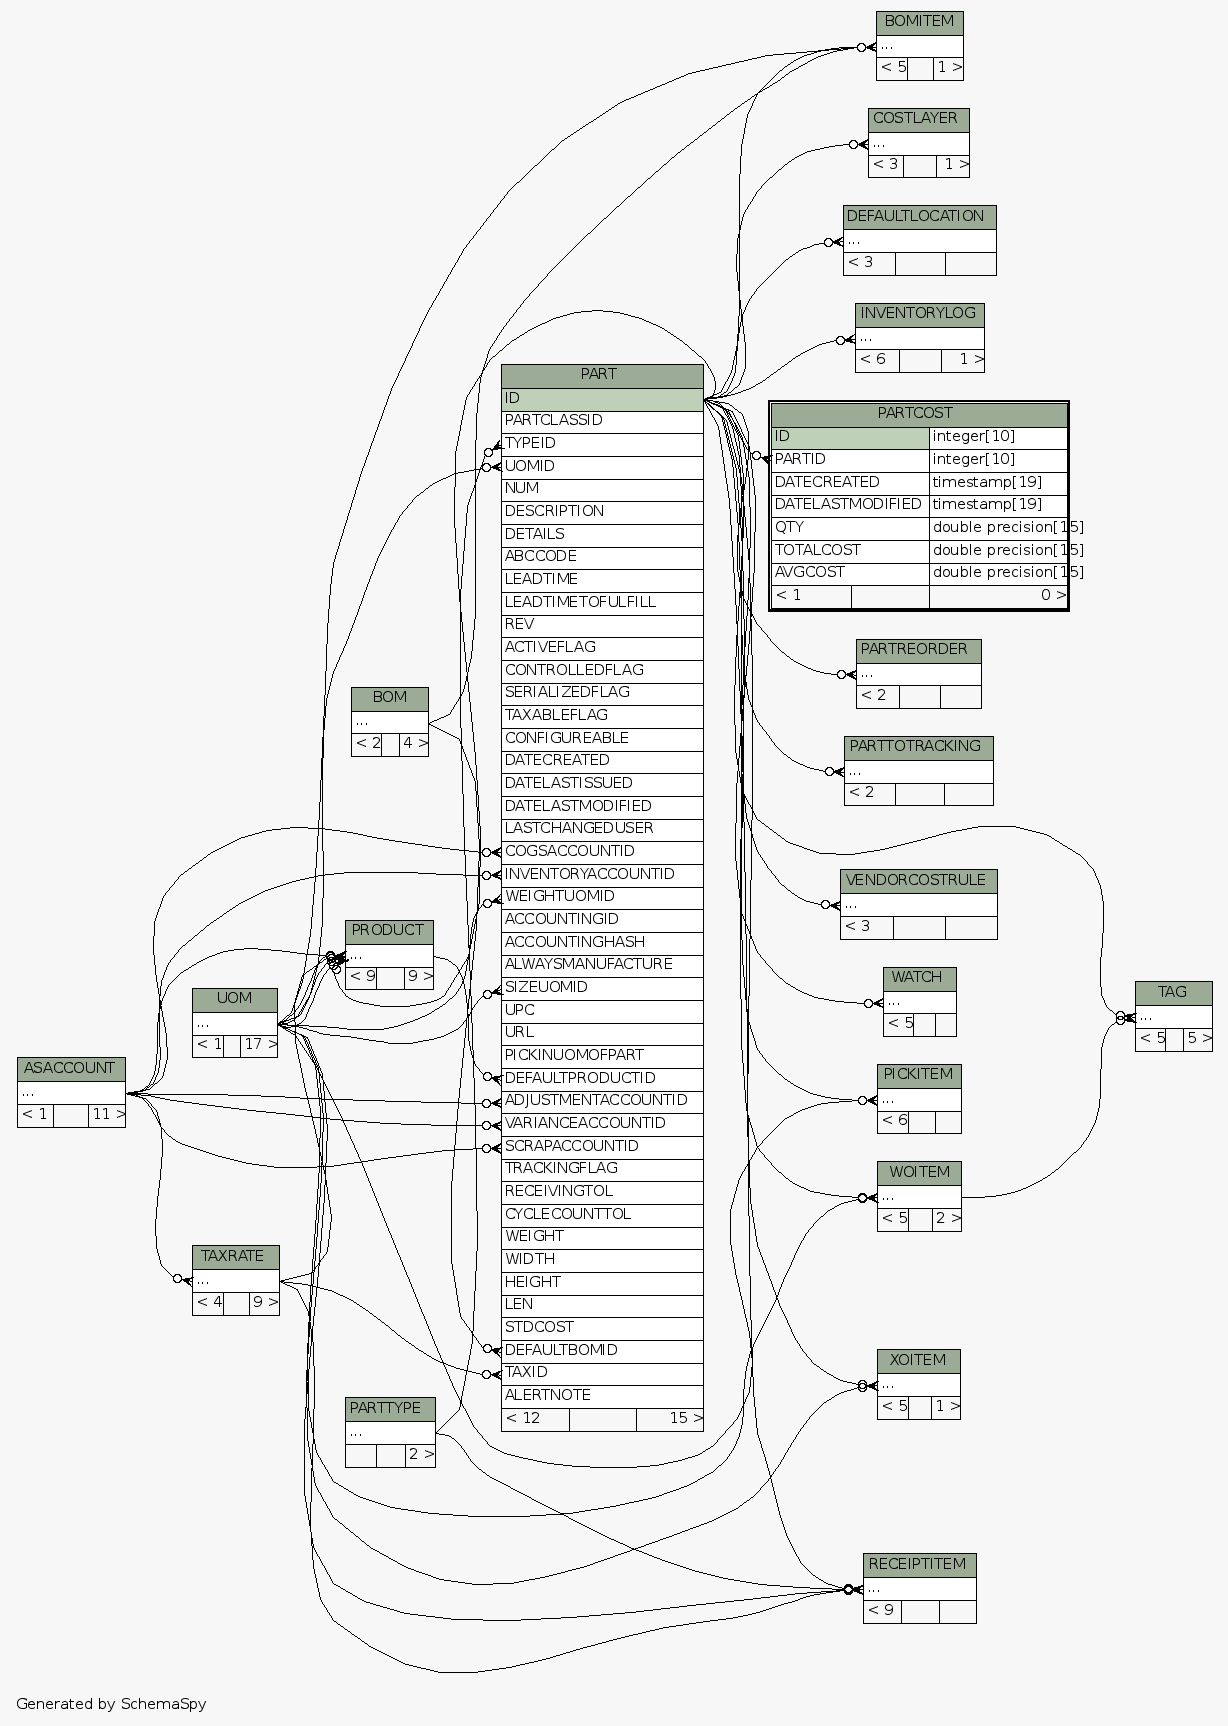 BOMITEM
...
< 5 1 >
COSTLAYER
...
< 3 1 >
DEFAULTLOCATION
...
< 3
INVENTORYLOG
...
< 6 1 >
PART
ID
PARTCLASSID
TYPEID
UOMID
NUM
DESCRIPTION
DETAILS
ABCCODE
LEADTIME
LEADTIMETOFULFILL
REV
ACTIVEFLAG
CONTROLLEDFLAG
SERIALIZEDFLAG
TAXABLEFLAG
CONFIGUREABLE
DATECREATED
DATELASTISSUED
DATELASTMODIFIED
LASTCHANGEDUSER
COGSACCOUNTID
INVENTORYACCOUNTID
WEIGHTUOMID
ACCOUNTINGID
ACCOUNTINGHASH
ALWAYSMANUFACTURE
SIZEUOMID
UPC
URL
PICKINUOMOFPART
DEFAULTPRODUCTID
ADJUSTMENTACCOUNTID
VARIANCEACCOUNTID
SCRAPACCOUNTID
TRACKINGFLAG
RECEIVINGTOL
CYCLECOUNTTOL
WEIGHT
WIDTH
HEIGHT
LEN
STDCOST
DEFAULTBOMID
TAXID
ALERTNOTE
< 12 15 >
PARTCOST
ID integer[10]
PARTID integer[10]
DATECREATED timestamp[19]
DATELASTMODIFIED timestamp[19]
QTY double precision[15]
TOTALCOST double precision[15]
AVGCOST double precision[15]
< 1 0 >
PARTREORDER
...
< 2
BOM
...
< 2 4 >
PARTTOTRACKING
...
< 2
VENDORCOSTRULE
...
< 3
PRODUCT
...
< 9 9 >
WATCH
...
< 5
TAG
...
< 5 5 >
UOM
...
< 1 17 >
ASACCOUNT
...
< 1 11 >
PICKITEM
...
< 6
WOITEM
...
< 5 2 >
TAXRATE
...
< 4 9 >
XOITEM
...
< 5 1 >
PARTTYPE
...
2 >
RECEIPTITEM
...
< 9
Generated by SchemaSpy